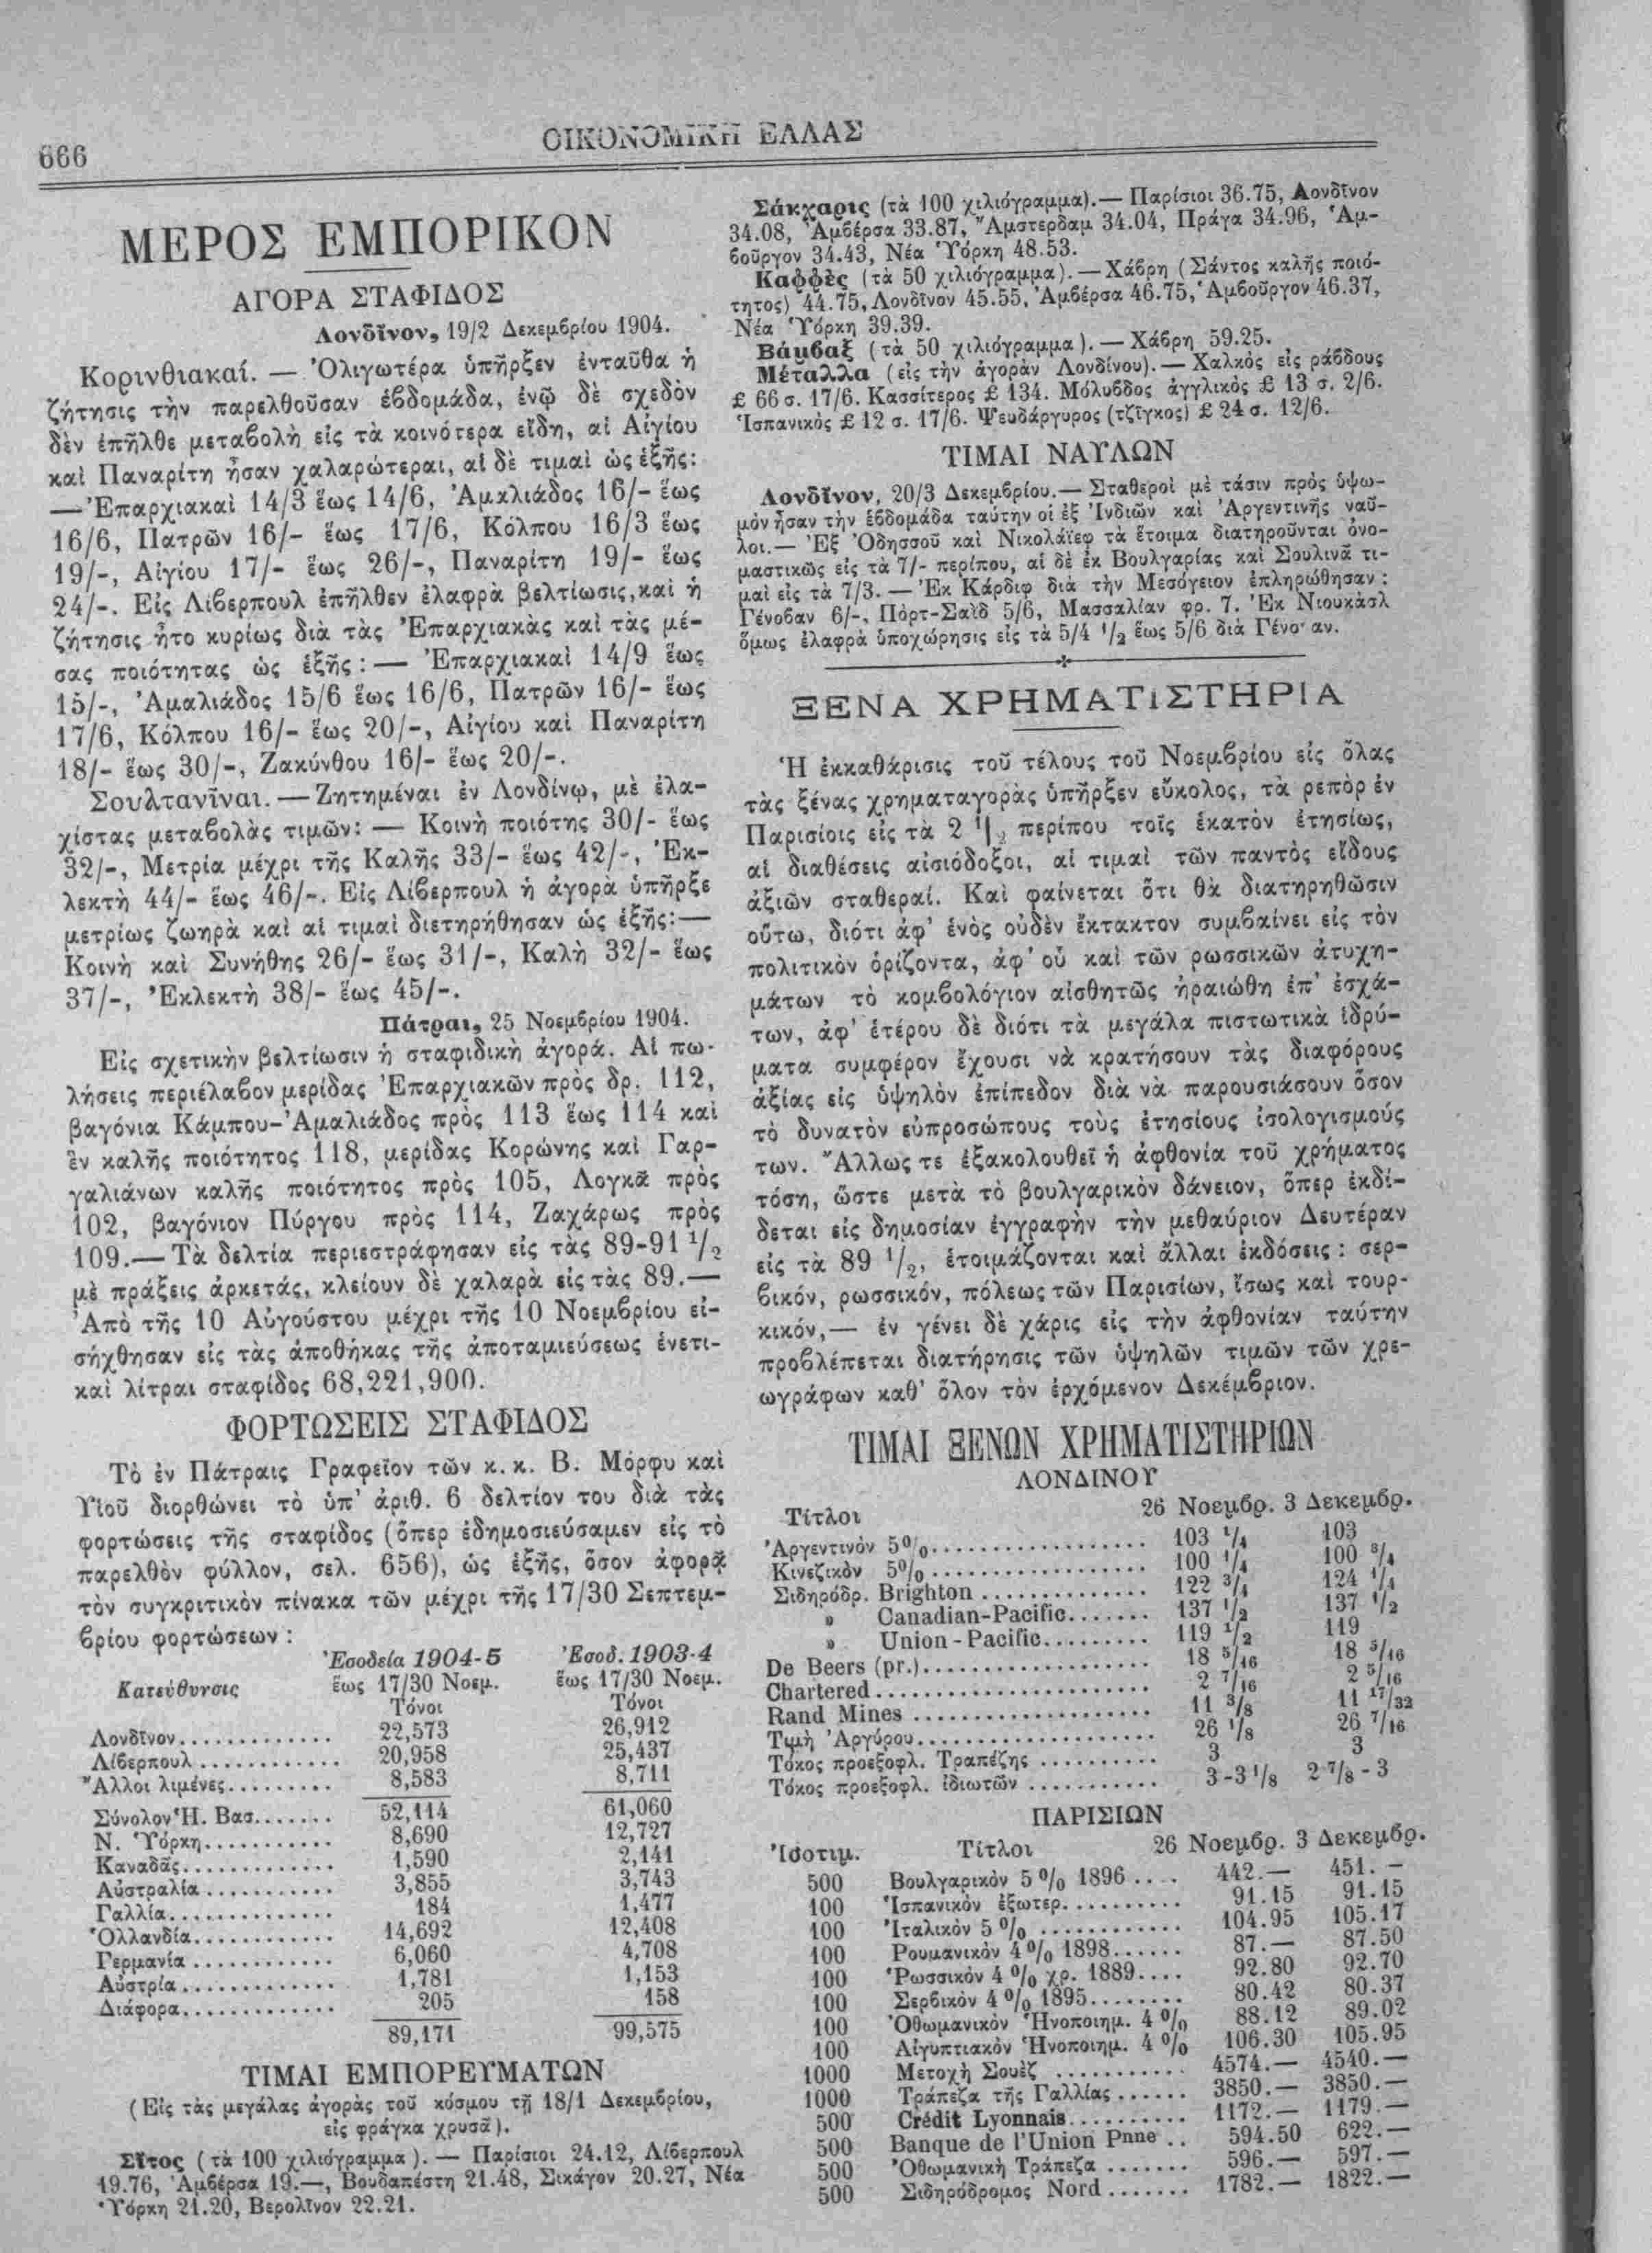 666
ΟΙΚΟΝΟΜΙΚΗ ΕΛΛΑΣ
ΜΕΡΟΣ ΕΜΠΟΡΙΚΟΝ
ΑΓΟΡΑ ΣΤΑΦΙΔΟΣ
Λονδῖνον, 19/2 Δεκεμβρίου 1904.
Κορινθιακαί. — Ὀλιγωτέρα ὑπῆρξεν ἐνταῦθα ἡ
ζήτησις τὴν παρελθοῦσαν ἑβδομάδα, ἐνῷ δὲ σχεδὸν
δὲν ἐπῆλθε μεταβολὴ εἰς τὰ κοινότερα εἴδη, αἱ Αἰγίου
καὶ Παναρίτη ἦσαν χαλαρώτεραι, αἱ δὲ τιμαὶ ὡς ἑξῆς:
— Ἐπαρχιακαὶ 14/3 ἕως 14/6, Ἀμαλιάδος 16/- ἕως
16/6, Πατρῶν 16/- ἕως 17/6, Κόλπου 16/3 ἕως
19/-, Αἰγίου 17/- ἕως 26/-, Παναρίτη 19/- ἕως
24/-. Εἰς Λίβερπουλ ἐπῆλθεν ἐλαφρὰ βελτίωσις, καὶ ἡ
ζήτησις ἦτο κυρίως διὰ τὰς Ἐπαρχιακὰς καὶ τὰς μέ-
σας ποιότητας ὡς ἑξῆς: — Ἐπαρχιακαὶ 14/9 ἕως
15/-, Ἀμαλιάδος 15/6 ἕως 16/6, Πατρῶν 16/- ἕως
17/6, Κόλπου 16/- ἕως 20/-, Αἰγίου καὶ Παναρίτη
18/- ἕως 30/-, Ζακύνθου 16/- ἕως 20/-.
Σουλτανῖναι. — Ζητημέναι ἐν Λονδίνῳ, μὲ ἐλα-
χίστας μεταβολὰς τιμῶν: — Κοινὴ ποιότης 30/- ἕως
32/-, Μετρία μέχρι τῆς Καλῆς 33/- ἕως 42/-, Ἐκ-
λεκτὴ 44/- ἕως 46/-. Εἰς Λίβερπουλ ἡ ἀγορὰ ὑπῆρξε
μετρίως ζωηρὰ καὶ αἱ τιμαὶ διετηρήθησαν ὡς ἑξῆς:—
Κοινὴ καὶ Συνήθης 26/- ἕως 31/-, Καλὴ 32/- ἕως
37/-, Ἐκλεκτὴ 38/- ἕως 45/-.
Πάτραι, 25 Νοεμβρίου 1904.
Εἰς σχετικὴν βελτίωσιν ἡ σταφιδικὴ ἀγορά. Αἱ πω-
λήσεις περιέλαβον μερίδας Ἐπαρχιακῶν πρὸς δρ. 112,
βαγόνια Κάμπου-Ἀμαλιάδος πρὸς 113 ἕως 114 καὶ
ἓν καλῆς ποιότητος 118, μερίδας Κορώνης καὶ Γαρ-
γαλιάνων καλῆς ποιότητος πρὸς 105, Λογκᾶ πρὸς
102, βαγόνιον Πύργου πρὸς 114, Ζαχάρως πρὸς
109.— Τὰ δελτία περιεστράφησαν εἰς τὰς 89-91 1/2
μὲ πράξεις ἀρκετάς, κλείουν δὲ χαλαρὰ εἰς τὰς 89.—
Ἀπὸ τῆς 10 Αὐγούστου μέχρι τῆς 10 Νοεμβρίου εἰ-
σήχθησαν εἰς τὰς ἀποθήκας τῆς ἀποταμιεύσεως ἑνετι-
καὶ λίτραι σταφίδος 68,221,900.
ΦΟΡΤΩΣΕΙΣ ΣΤΑΦΙΔΟΣ
Τὸ ἐν Πάτραις Γραφεῖον τῶν κ. κ. Β. Μόρφυ καὶ
Υἱοῦ διορθώνει τὸ ὑπ' ἀριθ. 6 δελτίον του διὰ τὰς
φορτώσεις τῆς σταφίδος (ὅπερ ἐδημοσιεύσαμεν εἰς τὸ
παρελθὸν φύλλον, σελ. 656), ὡς ἑξῆς, ὅσον ἀφορᾷ
τὸν συγκριτικὸν πίνακα τῶν μέχρι τῆς 17/30 Σεπτεμ-
βρίου φορτώσεων:
Ἐσοδεία 1904-5 Ἐσοδ. 1903-4
Κατεύθυνσις ἕως 17/30 Νοεμ. ἕως 17/30 Νοεμ.
Τόνοι Τόνοι
Λονδῖνον............ 22,573 26,912
Λίβερπουλ............ 20,958 25,437
Ἄλλοι λιμένες......... 8,583 8,711
Σύνολον Ἡ. Βασ....... 52,114 61,060
Ν. Ὑόρκη........... 8,690 12,727
Καναδᾶς............. 1,590 2,141
Αὐστραλία........... 3,855 3,743
Γαλλία.............. 184 1,477
Ὁλλανδία............ 14,692 12,408
Γερμανία............ 6,060 4,708
Αὐστρία............. 1,781 1,153
Διάφορα............. 205 158
89,171 99,575
ΤΙΜΑΙ ΕΜΠΟΡΕΥΜΑΤΩΝ
(Εἰς τὰς μεγάλας ἀγορὰς τοῦ κόσμου τῇ 18/1 Δεκεμβρίου,
εἰς φράγκα χρυσᾶ).
Σῖτος (τὰ 100 χιλιόγραμμα). — Παρίσιοι 24.12, Λίβερπουλ
19.76, Ἀμβέρσα 19.—, Βουδαπέστη 21.48, Σικάγον 20.27, Νέα
Ὑόρκη 21.20, Βερολῖνον 22.21.
Σάκχαρις (τὰ 100 χιλιόγραμμα).— Παρίσιοι 36.75, Λονδῖνον
34.08, Ἀμβέρσα 33.87, Ἄμστερδαμ 34.04, Πράγα 34.96, Ἁμ-
βοῦργον 34.43, Νέα Ὑόρκη 48.53.
Καφφὲς (τὰ 50 χιλιόγραμμα).—Χάβρη (Σάντος καλῆς ποιό-
τητος) 44.75, Λονδῖνον 45.55, Ἀμβέρσα 46.75, Ἁμβοῦργον 46.37,
Νέα Ὑόρκη 39.39.
Βάμβαξ (τὰ 50 χιλιόγραμμα).— Χάβρη 59.25.
Μέταλλα (εἰς τὴν ἀγορὰν Λονδίνου).— Χαλκὸς εἰς ράβδους
£ 66 σ. 17/6. Κασσίτερος £ 134. Μόλυβδος ἀγγλικὸς £ 13 σ. 2/6.
Ἱσπανικὸς £ 12 σ. 17/6. Ψευδάργυρος (τζῖγκος) £ 24 σ. 12/6.
ΤΙΜΑΙ ΝΑΥΛΩΝ
Λονδῖνον, 20/3 Δεκεμβρίου.— Σταθεροὶ μὲ τάσιν πρὸς ὑψω-
μὸν ἦσαν τὴν ἑβδομάδα ταύτην οἱ ἐξ Ἰνδιῶν καὶ Ἀργεντινῆς ναῦ-
λοι.— Ἐξ Ὀδησσοῦ καὶ Νικολάϊεφ τὰ ἕτοιμα διατηροῦνται ὀνο-
μαστικῶς εἰς τὰ 7/- περίπου, αἱ δὲ ἐκ Βουλγαρίας καὶ Σουλινᾶ τι-
μαὶ εἰς τὰ 7/3. — Ἐκ Κάρδιφ διὰ τὴν Μεσόγειον ἐπληρώθησαν:
Γένοβαν 6/-, Πὸρτ-Σαῒδ 5/6, Μασσαλίαν φρ. 7. Ἐκ Νιουκὰσλ
ὅμως ἐλαφρὰ ὑποχώρησις εἰς τὰ 5/4 1/2 ἕως 5/6 διὰ Γένο αν.
ΞΕΝΑ ΧΡΗΜΑΤΙΣΤΗΡΙΑ
Ἡ ἐκκαθάρισις τοῦ τέλους τοῦ Νοεμβρίου εἰς ὅλας
τὰς ξένας χρηματαγορὰς ὑπῆρξεν εὔκολος, τὰ ρεπὸρ ἐν
Παρισίοις εἰς τὰ 2 1/2 περίπου τοῖς ἑκατὸν ἐτησίως,
αἱ διαθέσεις αἰσιόδοξοι, αἱ τιμαὶ τῶν παντὸς εἴδους
ἀξιῶν σταθεραί. Καὶ φαίνεται ὅτι θὰ διατηρηθῶσιν
οὕτω, διότι ἀφ' ἑνὸς οὐδὲν ἔκτακτον συμβαίνει εἰς τὸν
πολιτικὸν ὁρίζοντα, ἀφ' οὗ καὶ τῶν ρωσσικῶν ἀτυχη-
μάτων τὸ κομβολόγιον αἰσθητῶς ἠραιώθη ἐπ' ἐσχά-
των, ἀφ' ἑτέρου δὲ διότι τὰ μεγάλα πιστωτικὰ ἱδρύ-
ματα συμφέρον ἔχουσι νὰ κρατήσουν τὰς διαφόρους
ἀξίας εἰς ὑψηλὸν ἐπίπεδον διὰ νὰ παρουσιάσουν ὅσον
τὸ δυνατὸν εὐπροσώπους τοὺς ἐτησίους ἰσολογισμούς
των. Ἄλλως τε ἐξακολουθεῖ ἡ ἀφθονία τοῦ χρήματος
τόση, ὥστε μετὰ τὸ βουλγαρικὸν δάνειον, ὅπερ ἐκδί-
δεται εἰς δημοσίαν ἐγγραφὴν τὴν μεθαύριον Δευτέραν
εἰς τὰ 89 1/2, ἑτοιμάζονται καὶ ἄλλαι ἐκδόσεις: σερ-
βικόν, ρωσσικόν, πόλεως τῶν Παρισίων, ἴσως καὶ τουρ-
κικόν,— ἐν γένει δὲ χάρις εἰς τὴν ἀφθονίαν ταύτην
προβλέπεται διατήρησις τῶν ὑψηλῶν τιμῶν τῶν χρε-
ωγράφων καθ' ὅλον τὸν ἐρχόμενον Δεκέμβριον.
ΤΙΜΑΙ ΞΕΝΩΝ ΧΡΗΜΑΤΙΣΤΗΡΙΩΝ
ΛΟΝΔΙΝΟΥ
Τίτλοι 26 Νοεμβρ. 3 Δεκεμβρ.
Ἀργεντινὸν 5%.................. 103 1/4 103
Κινεζικὸν 5%.................. 100 1/4 100 3/4
Σιδηρόδρ. Brighton.............. 122 3/4 124 1/4
» Canadian-Pacific....... 137 1/2 137 1/2
» Union-Pacific......... 119 1/2 119
De Beers (pr.)................... 18 5/16 18 5/16
Chartered....................... 2 7/16 2 5/16
Rand Mines.................... 11 3/8 11 17/32
Τιμὴ Ἀργύρου................... 26 1/8 26 7/16
Τόκος προεξοφλ. Τραπέζης.......... 3 3
Τόκος προεξοφλ. ἰδιωτῶν........... 3-3 1/8 2 7/8 - 3
ΠΑΡΙΣΙΩΝ
Ἰσοτιμ. Τίτλοι 26 Νοεμβρ. 3 Δεκεμβρ.
500 Βουλγαρικὸν 5% 1896.... 442.— 451.-
100 Ἱσπανικὸν ἐξωτερ.......... 91.15 91.15
100 Ἰταλικὸν 5%............ 104.95 105.17
100 Ρουμανικὸν 4% 1898...... 87.— 87.50
100 Ῥωσσικὸν 4% χρ. 1889.... 92.80 92.70
100 Σερβικὸν 4% 1895........ 80.42 80.37
100 Ὀθωμανικὸν Ἡνοποιημ. 4% 88.12 89.02
100 Αἰγυπτιακὸν Ἡνοποιημ. 4% 106.30 105.95
1000 Μετοχὴ Σουὲζ........... 4574.— 4540.—
1000 Τράπεζα τῆς Γαλλίας...... 3850.— 3850.—
500 Crédit Lyonnais.......... 1172.— 1179.—
500 Banque de l'Union Pnne.. 594.50 622.—
500 Ὀθωμανικὴ Τράπεζα....... 596.— 597.—
500 Σιδηρόδρομος Nord....... 1782.— 1822.—